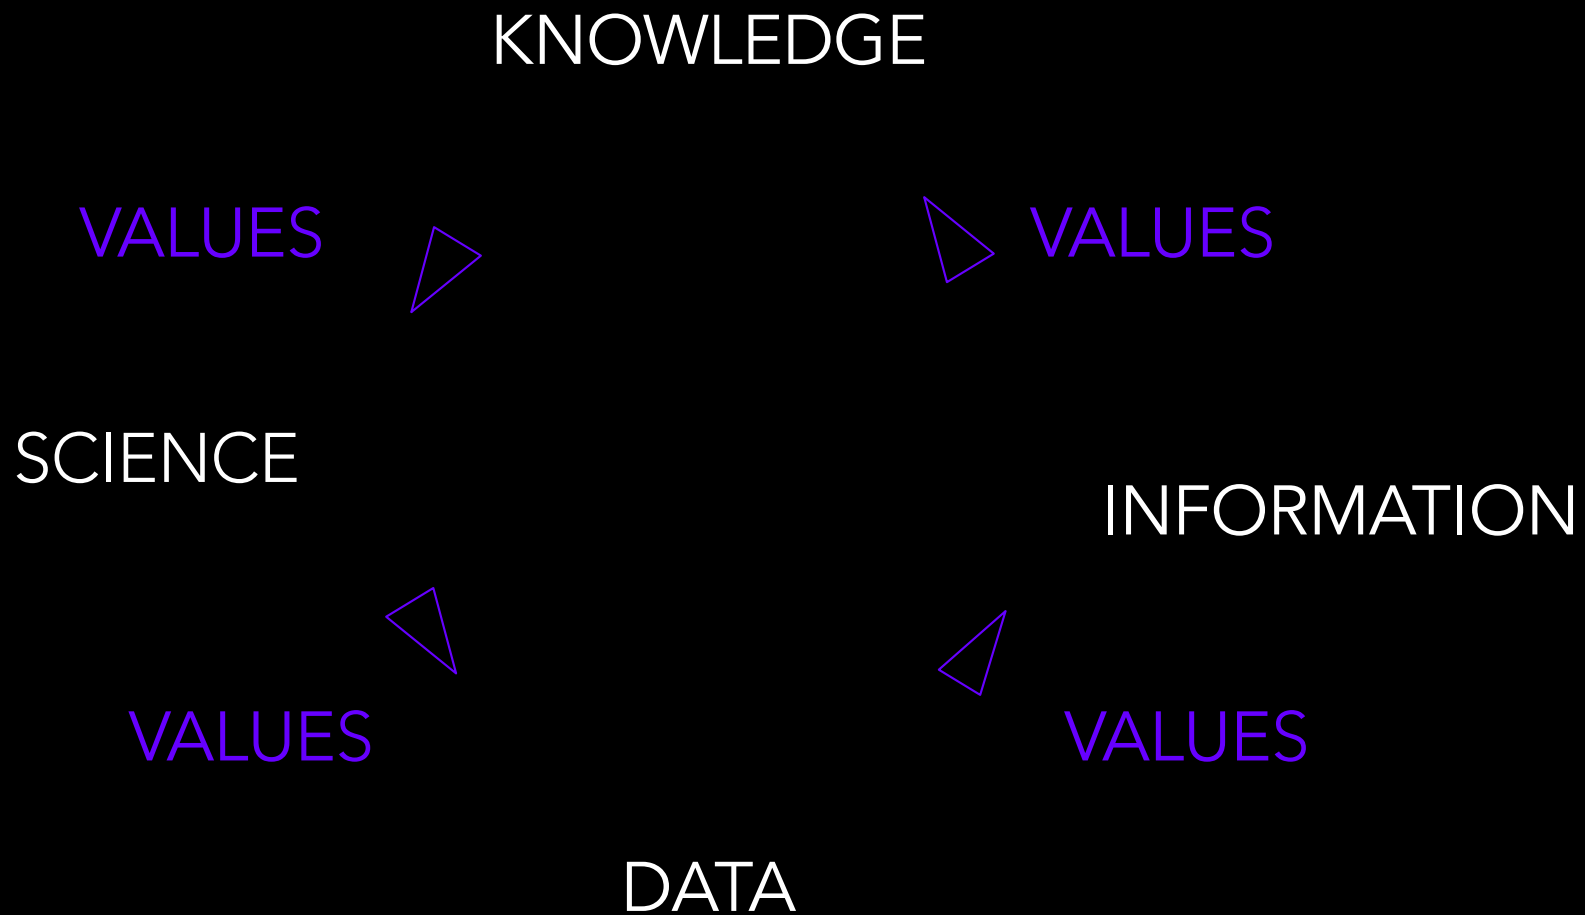 KNOWLEDGE
VALUES
VALUES
SCIENCE
INFORMATION
VALUES
VALUES
DATA